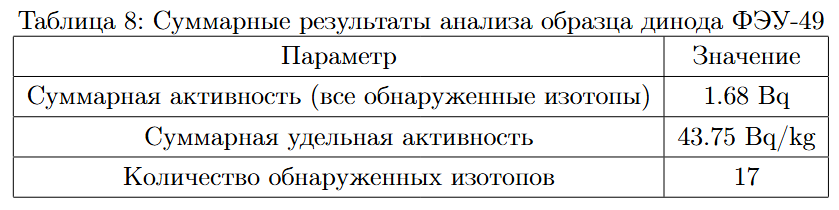 Таблица 8: Суммарные результаты анализа образца динода ФЭУ-49
Параметр Значение
Суммарная активность (все обнаруженные изотопы) 1.68 Bq
Суммарная удельная активность 43.75 Bq/kg
Количество обнаруженных изотопов 17